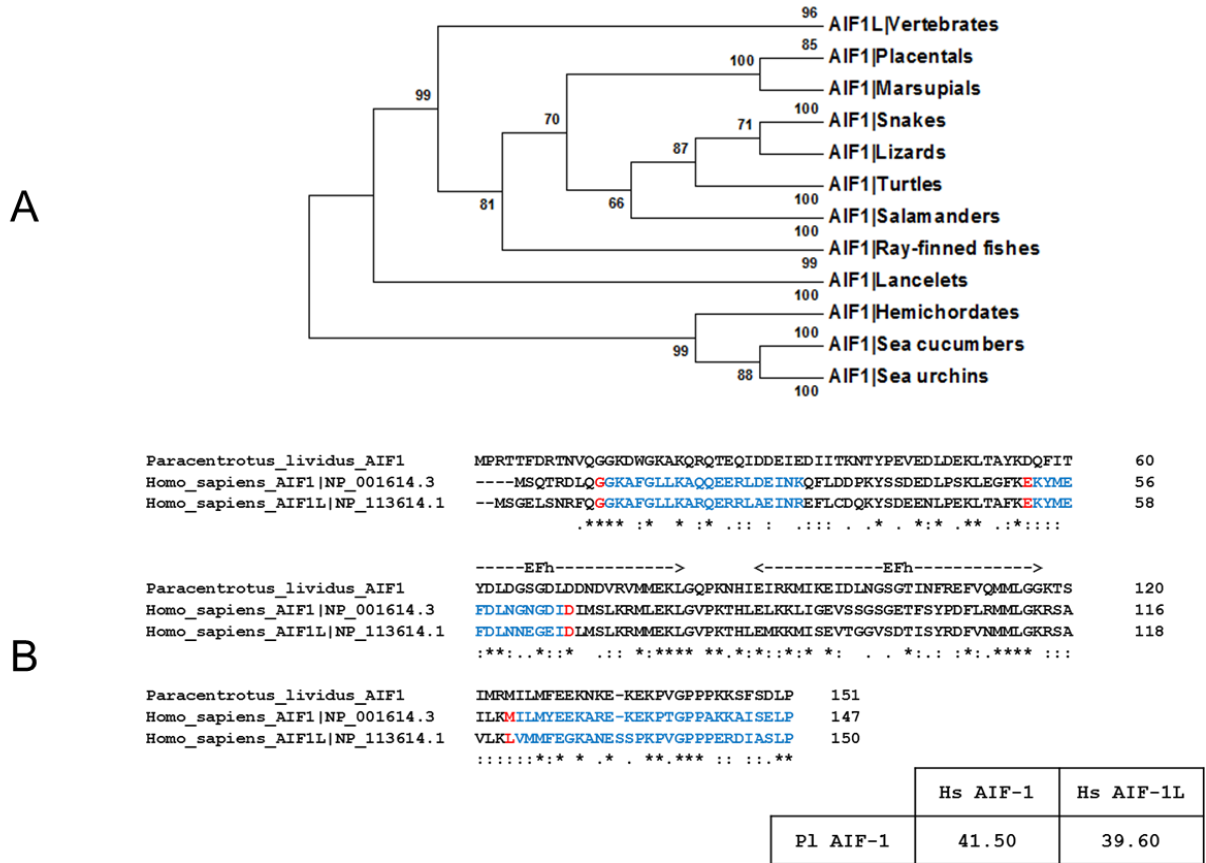 A
96
AIF1L|Vertebrates
85
100
AIF1|Placentals
AIF1|Marsupials
99
70
100
71
AIF1|Snakes
87
AIF1|Lizards
AIF1|Turtles
100
81
66
AIF1|Salamanders
100
AIF1|Ray-finned fishes
99
AIF1|Lancelets
100
AIF1|Hemichordates
100
99
AIF1|Sea cucumbers
88
AIF1|Sea urchins
100
B
Paracentrotus_lividus_AIF1 MPRTTFDRTNVQGGKDWGKAKQRQTEQIDDEIEDIITKNTYPEVEDLDEKLTAYKDQFIT 60
Homo_sapiens_AIF1|NP_001614.3 ----MSQTRDLQGGKAFGLLKAQQEERLDEINKQFLDDPKYSSDEDLPSKLEGFKEKYME 56
Homo_sapiens_AIF1L|NP_113614.1 --MSGELSNRFQGGKAFGLLKARQERRLAEINREFLCDQKYSDEENLPEKLTAFKEKYME 58
.**** :* * :* .: : .::: . * . *: * .** :*::::
-----EFh------------> <------------EFh------------>
Paracentrotus_lividus_AIF1 YDLDGSGDLDDNDVRVMMEKLGQPKNHIEIRKMIKEIDLNGSGTINFREFVQMMLGGKTS 120
Homo_sapiens_AIF1|NP_001614.3 FDLNGNGDIDIMSLKRMLEKLGVPKTHLELKKLIGEVSSGSGETFSYPDFLRMMLGKRSA 116
Homo_sapiens_AIF1L|NP_113614.1 FDLNNEGEIDLMSLKRMMEKLGVPKTHLEMKKMISEVTGGVSDTISYRDFVNMMLGKRSA 118
:**:..*::* .:: *:**** **.*:*::*:* *: . . *:.: :*:.**** :::
Paracentrotus_lividus_AIF1 IMRMILMFEEKNKE-KEKPVGPPPKKSFSDLP 151
Homo_sapiens_AIF1|NP_001614.3 ILKMILMYEEKARE-KEKPTGPPAKKAISELP 147
Homo_sapiens_AIF1L|NP_113614.1 VLKLVMMFEGKANESSPKPVGPPPERDIASLP 150
::::::*:* * .* . **.***  :: ::.**
Hs AIF-1 Hs AIF-1L
Pl AIF-1 41.50 39.60